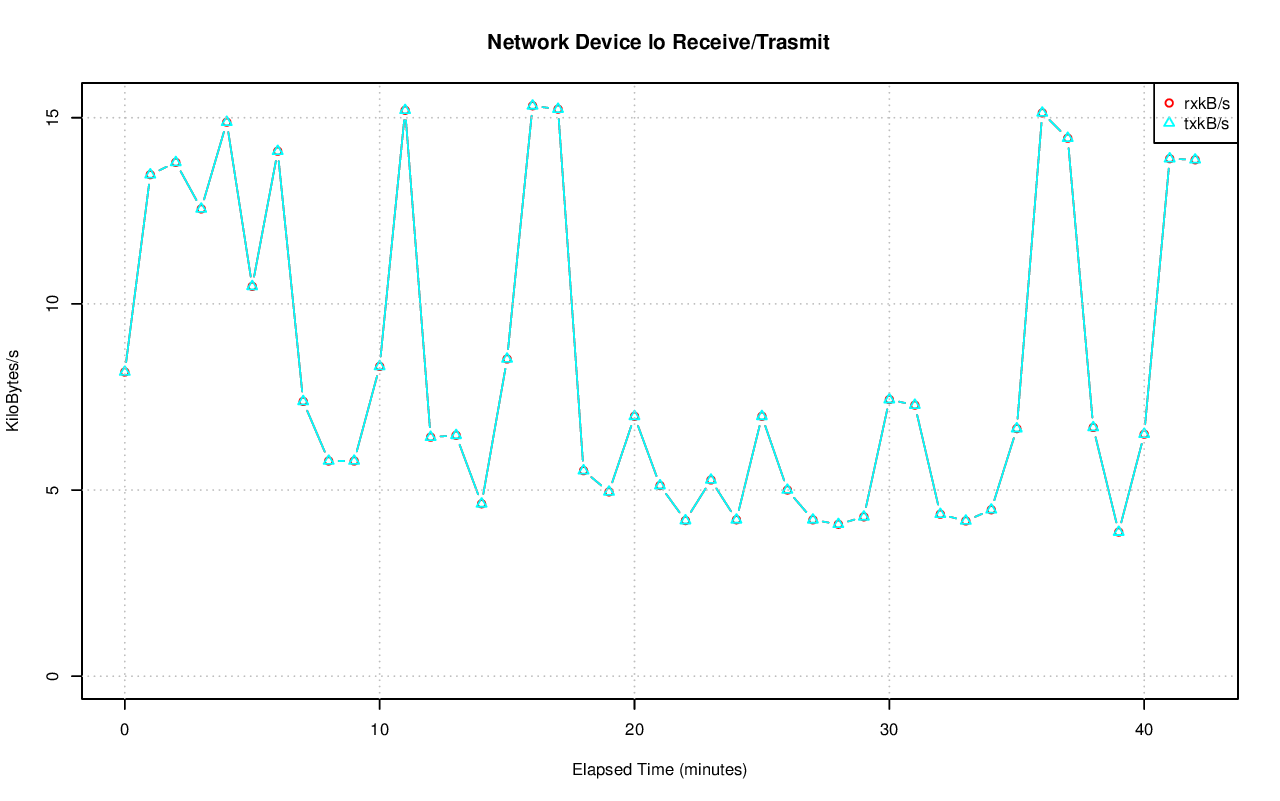 Network Device lo Receive/Trasmit
rxkB/s
txkB/s
15
10
5
0
KiloBytes/s
0 10 20 30 40
Elapsed Time (minutes)